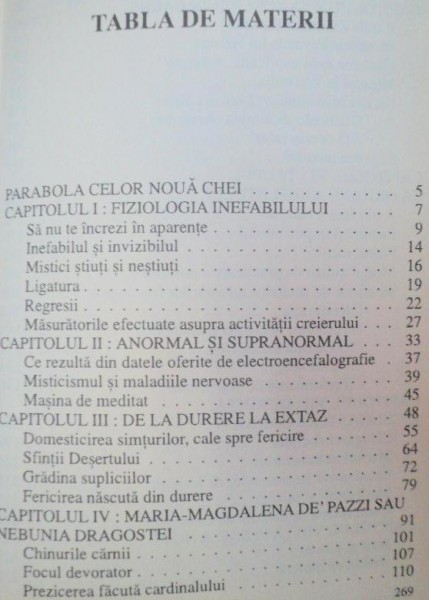 TABLA DE MATERII
PARABOLA CELOR NOUĂ CHEI . . . . . . . . . . . . 5
CAPITOLUL I : FIZIOLOGIA INEFABILULUI . . . . . . 7
Să nu te încrezi în aparențe . . . . . . . . . . . . 9
Inefabilul și invizibilul . . . . . . . . . . . . 14
Mistici știuți și neștiuți . . . . . . . . . . . . 16
Ligatura . . . . . . . . . . . . 19
Regresii . . . . . . . . . . . . 22
Măsurătorile efectuate asupra activității creierului . . . . 27
CAPITOLUL II : ANORMAL ȘI SUPRANORMAL . . . . 33
Ce rezultă din datele oferite de electroencefalografie . . 37
Misticismul și maladiile nervoase . . . . . . . . . . 39
Mașina de meditat . . . . . . . . . . . . 45
CAPITOLUL III : DE LA DURERE LA EXTAZ . . . . . 48
Domesticirea simțurilor, cale spre fericire . . . . . . 55
Sfinții Deșertului . . . . . . . . . . . . 64
Grădina supliciilor . . . . . . . . . . . . 72
Fericirea născută din durere . . . . . . . . . . . 79
CAPITOLUL IV : MARIA-MAGDALENA DE' PAZZI SAU
NEBUNIA DRAGOSTEI . . . . . . . . . . . . 91
Chinurile cărnii . . . . . . . . . . . . 101
Focul devorator . . . . . . . . . . . . 107
Prezicerea făcută cardinalului . . . . . . . . . . 110
269